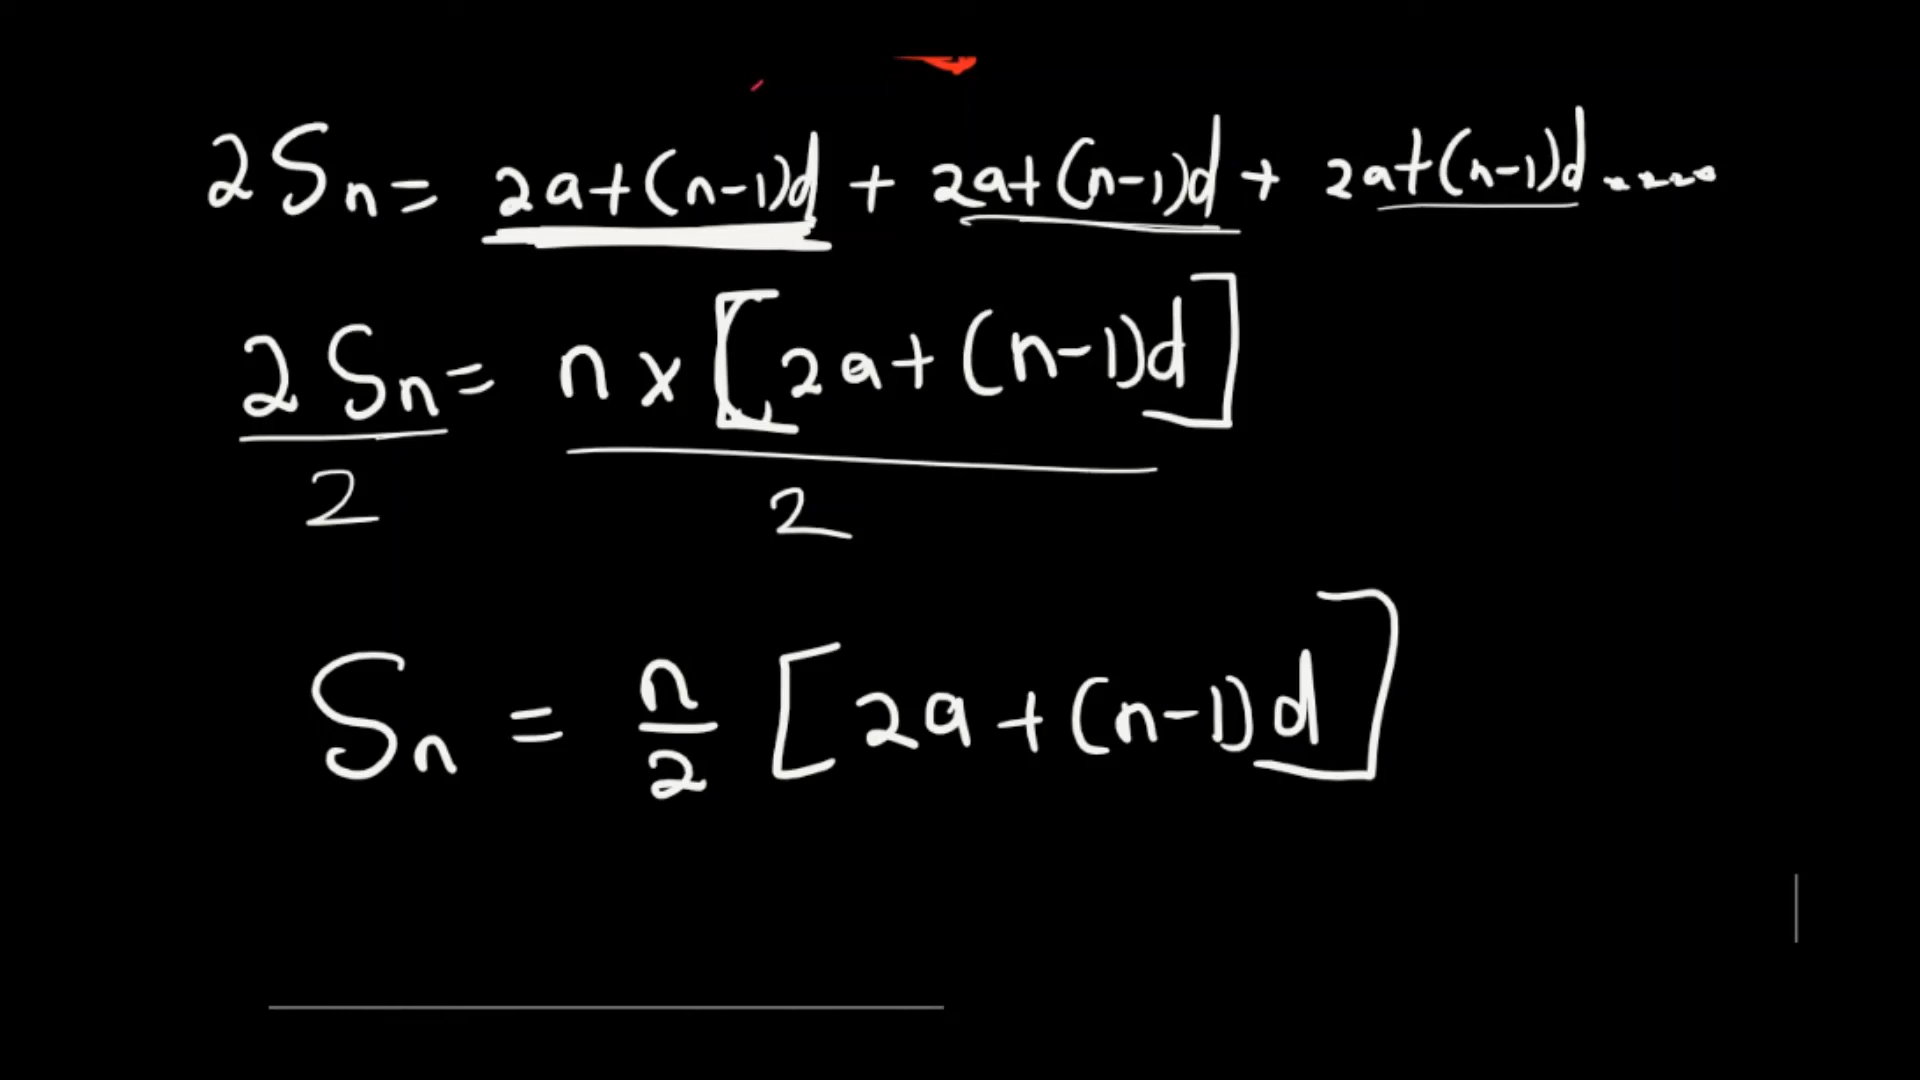 2Sn = 2a+(n-1)d + 2a+(n-1)d + 2a+(n-1)d.....
2Sn = n x [2a+(n-1)d]
2 2
Sn = n/2 [2a+(n-1)d]